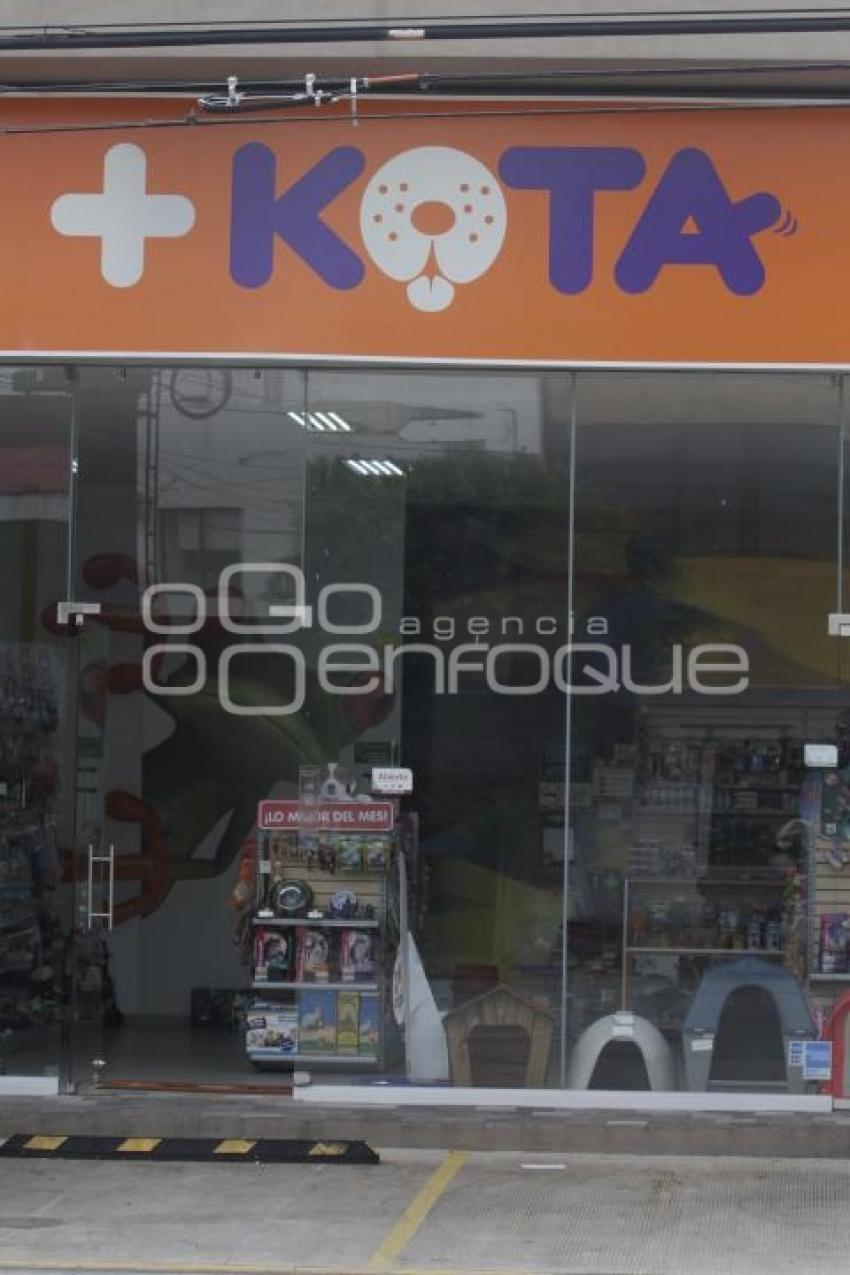 +KOTA
agencia
enfoque
Abierto
¡LO MEJOR DEL MES!